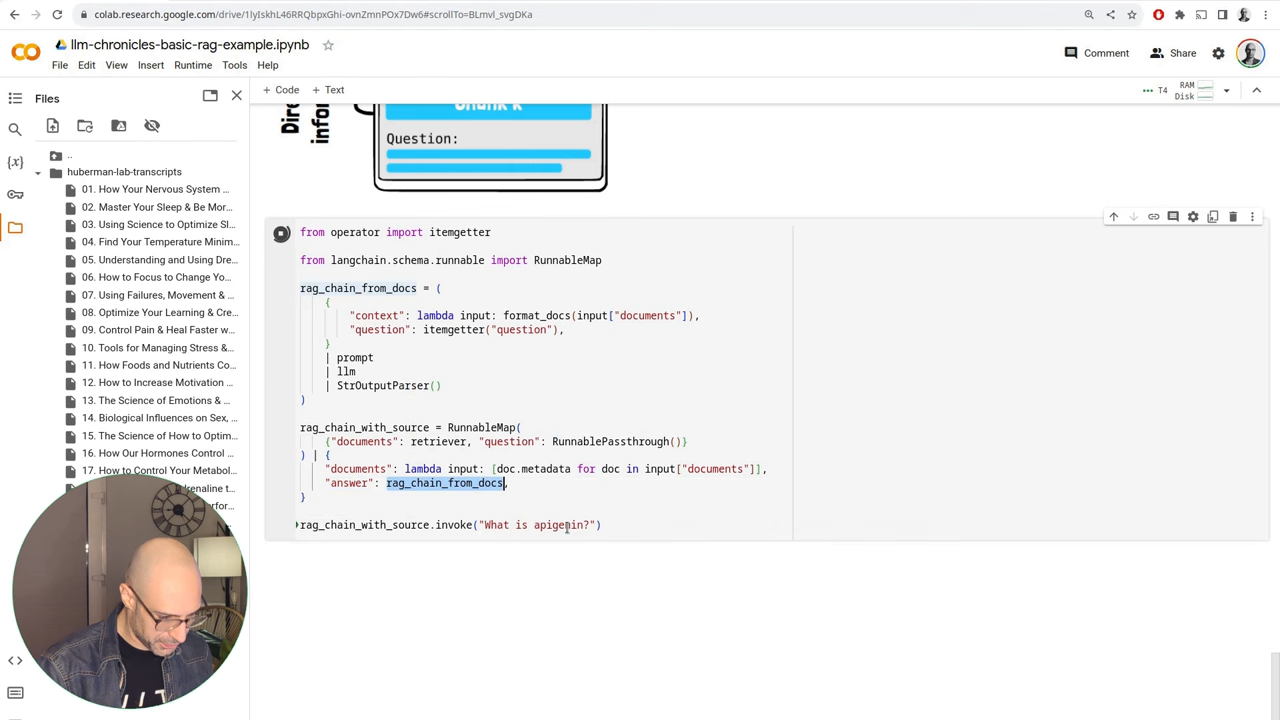 colab.research.google.com/drive/1lyIskhL46RRQbpxGhi-ovnZmnPOx7Dw6#scrollTo=BLmvl_svgDKa
llm-chronicles-basic-rag-example.ipynb
Comment
Share
File Edit View Insert Runtime Tools Help
Files
+ Code + Text
T4
RAM
Disk
..
huberman-lab-transcripts
01. How Your Nervous System ...
02. Master Your Sleep & Be Mor...
03. Using Science to Optimize Sl...
04. Find Your Temperature Minim...
05. Understanding and Using Dre...
06. How to Focus to Change Yo...
07. Using Failures, Movement & ...
08. Optimize Your Learning & Cre...
09. Control Pain & Heal Faster w...
10. Tools for Managing Stress &...
11. How Foods and Nutrients Co...
12. How to Increase Motivation ...
13. The Science of Emotions & ...
14. Biological Influences on Sex, ...
15. The Science of How to Optim...
16. How Our Hormones Control ...
17. How to Control Your Metabol...
Question:
from operator import itemgetter
from langchain.schema.runnable import RunnableMap
rag_chain_from_docs = (
{
"context": lambda input: format_docs(input["documents"]),
"question": itemgetter("question"),
}
| prompt
| llm
| StrOutputParser()
)
rag_chain_with_source = RunnableMap(
{"documents": retriever, "question": RunnablePassthrough()}
) | {
"documents": lambda input: [doc.metadata for doc in input["documents"]],
"answer": rag_chain_from_docs,
}
rag_chain_with_source.invoke("What is apigenin?")